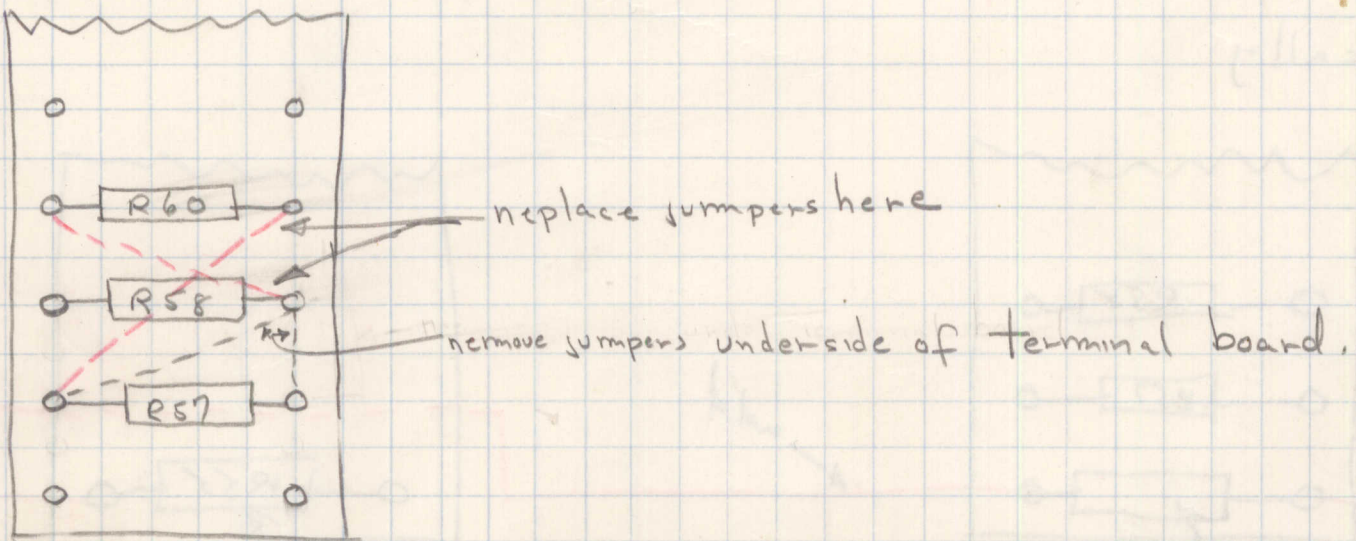 R60
replace jumpers here
R58
remove jumpers underside of terminal board.
R57